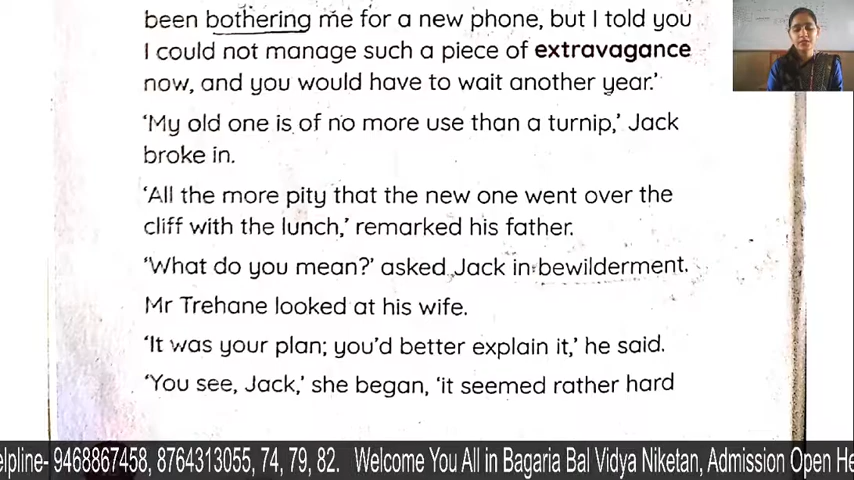 been bothering me for a new phone, but I told you
I could not manage such a piece of extravagance
now, and you would have to wait another year.'
'My old one is of no more use than a turnip,' Jack
broke in.
'All the more pity that the new one went over the
cliff with the lunch,' remarked his father.
'What do you mean?' asked Jack in bewilderment.
Mr Trehane looked at his wife.
'It was your plan; you'd better explain it,' he said.
'You see, Jack,' she began, 'it seemed rather hard
elpline- 9468867458, 8764313055, 74, 79, 82. Welcome You All in Bagaria Bal Vidya Niketan, Admission Open He